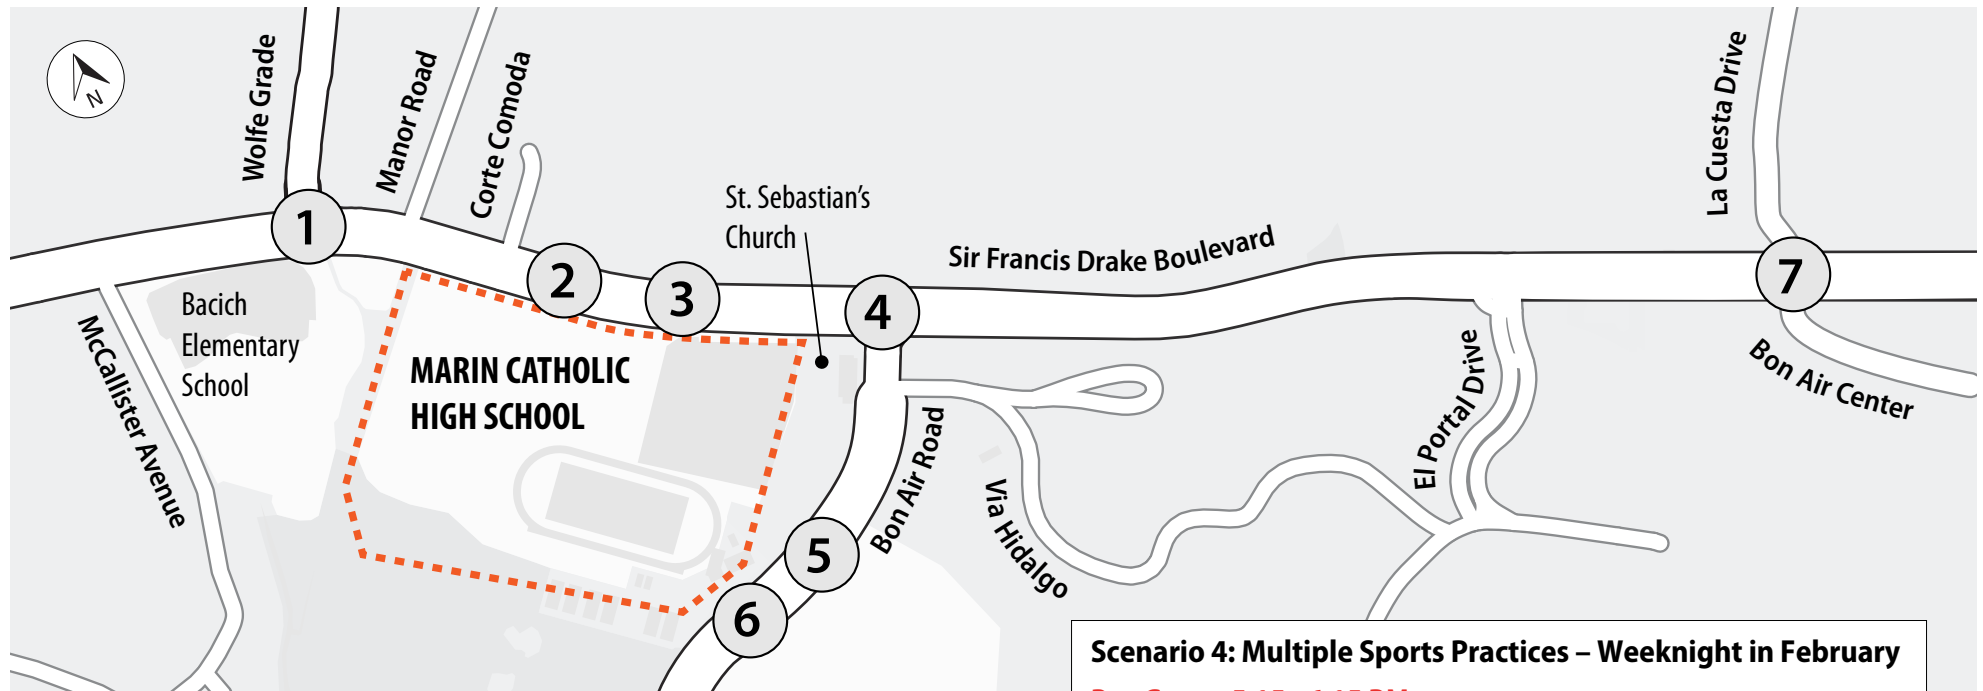 N
Wolfe Grade
Manor Road
Corte Comoda
La Cuesta Drive
St. Sebastian's
Church
Sir Francis Drake Boulevard
1
2
3
4
7
Bacich
Elementary
School
McCallister Avenue
MARIN CATHOLIC
HIGH SCHOOL
Bon Air Road
Via Hidalgo
El Portal Drive
Bon Air Center
5
6
Scenario 4: Multiple Sports Practices – Weeknight in February